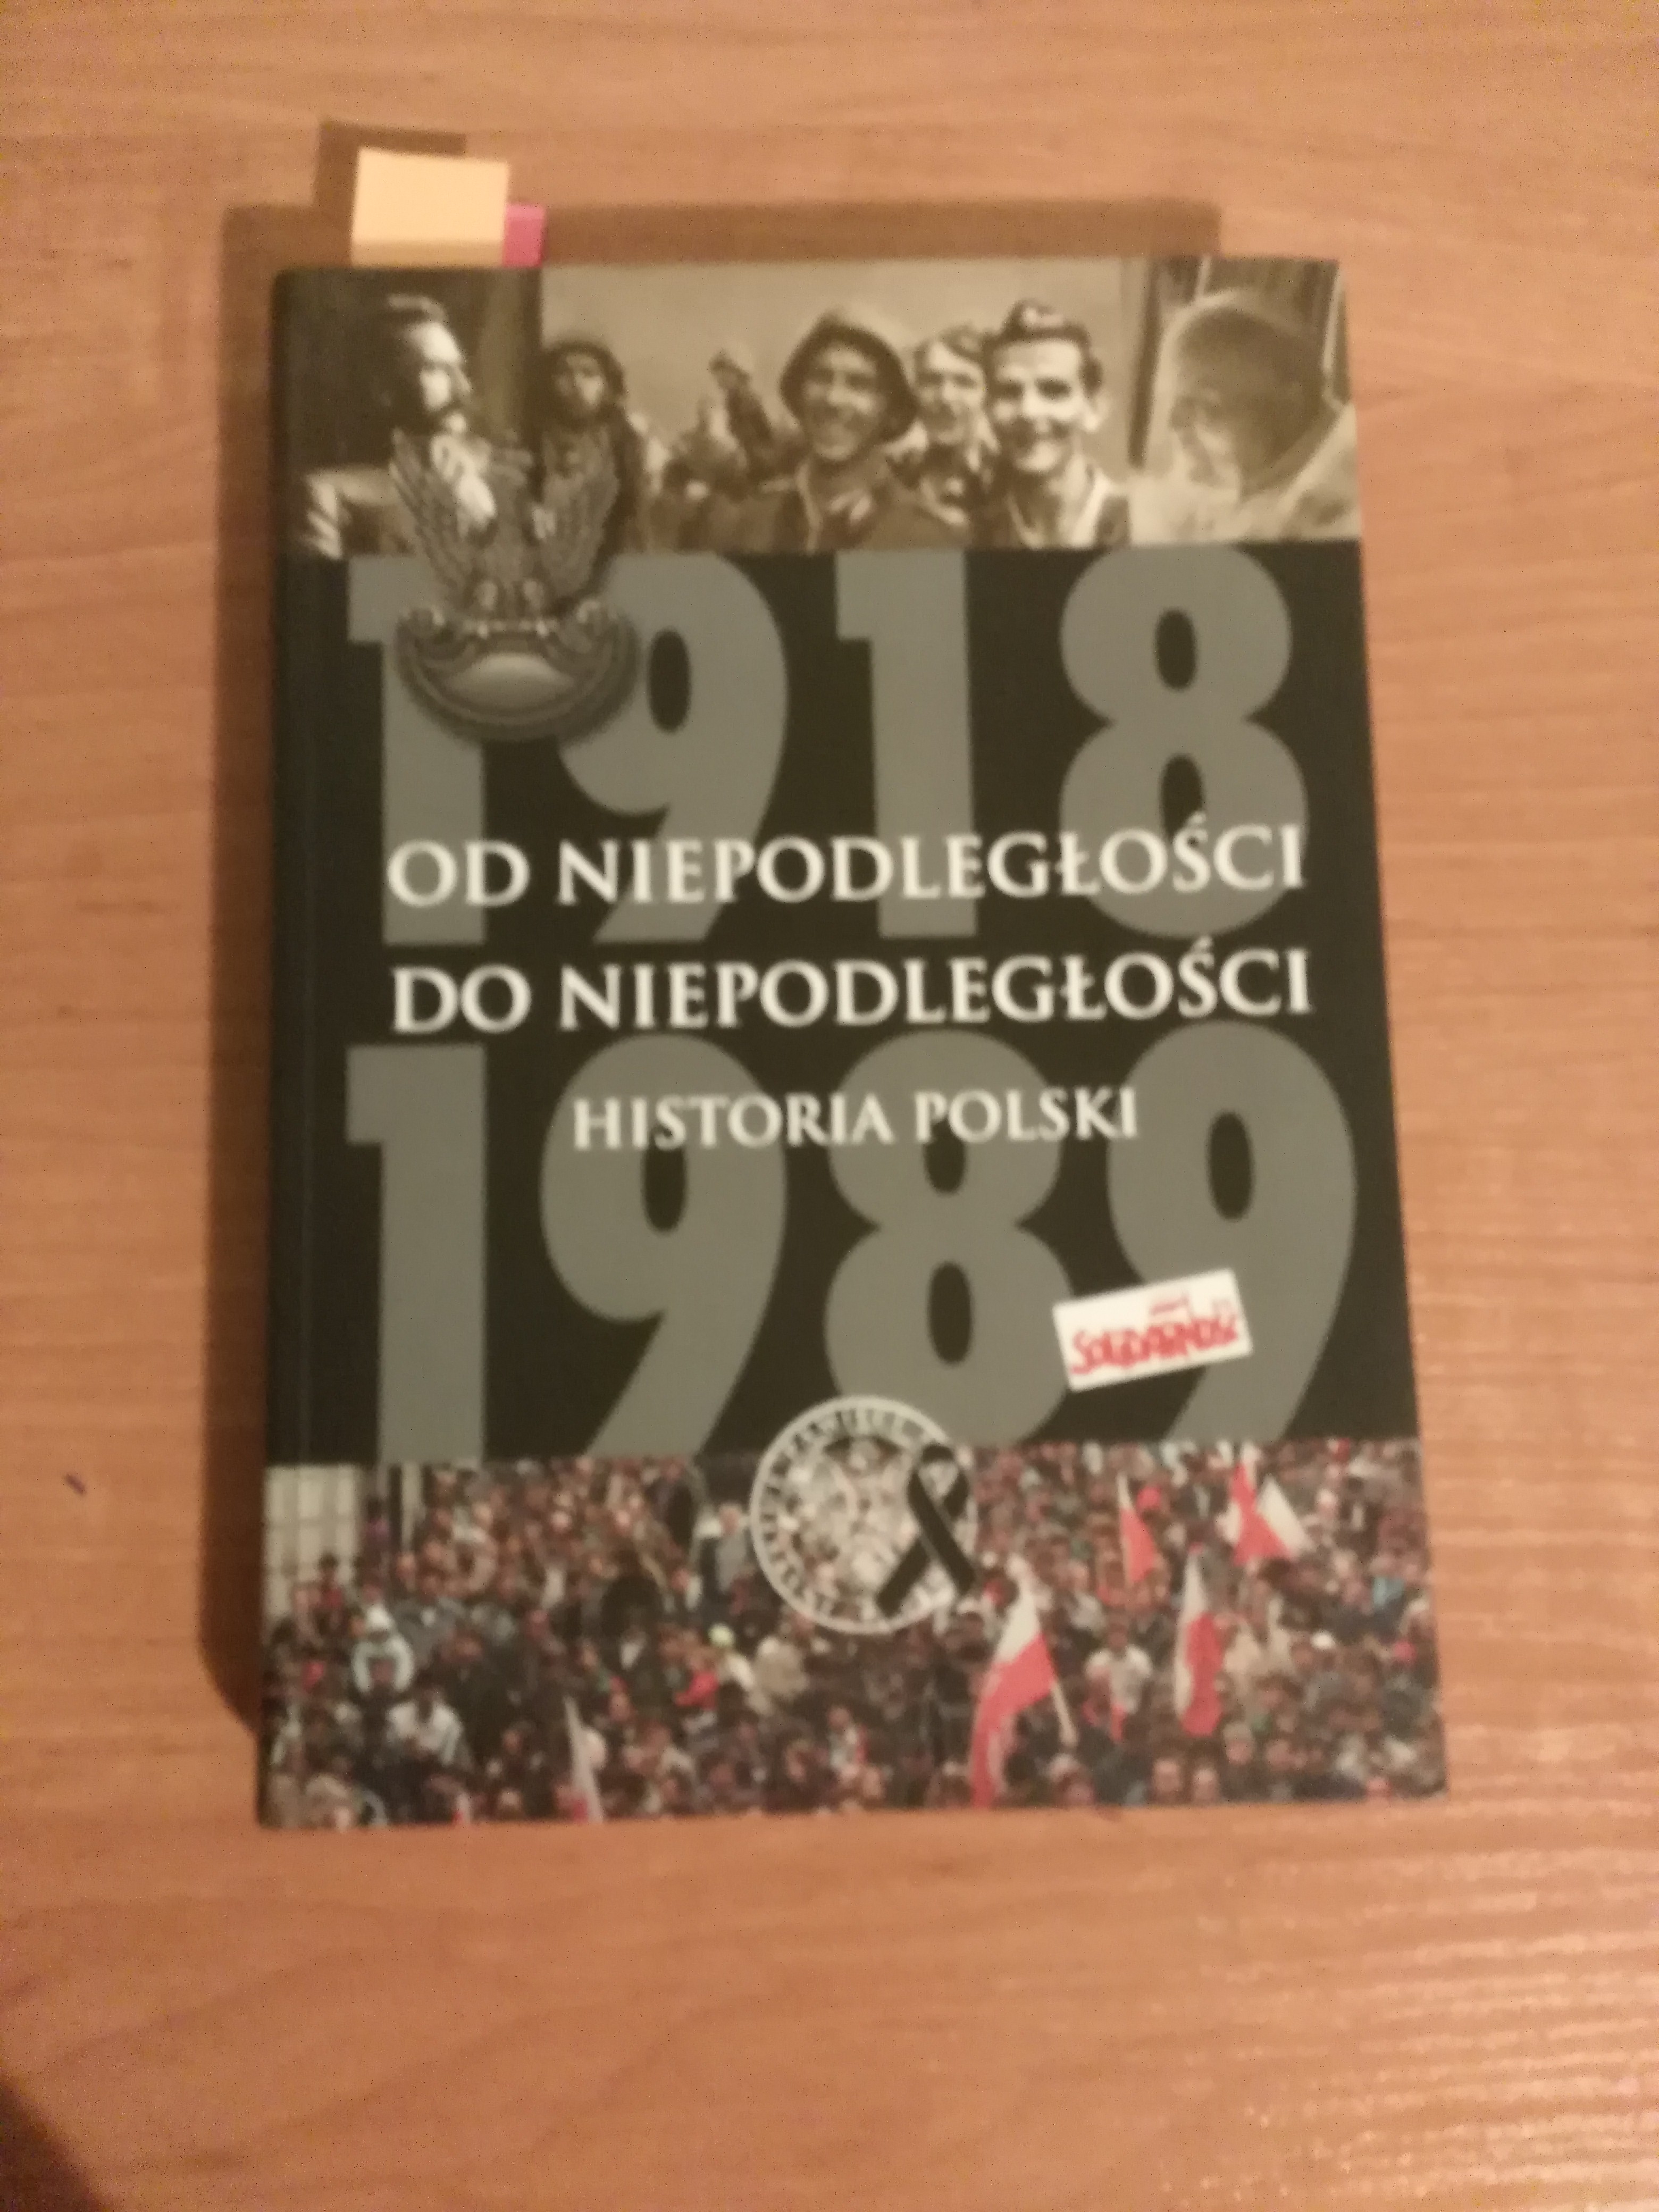 1918
OD NIEPODLEGŁOŚCI
DO NIEPODLEGŁOŚCI
1989
HISTORIA POLSKI
SOLIDARNOŚĆ